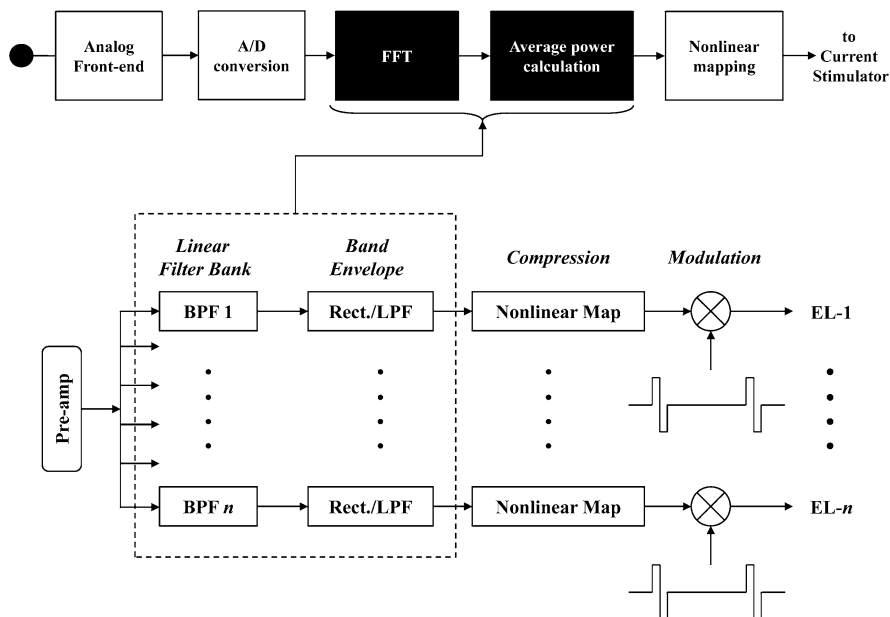 Analog
Front-end
A/D
conversion
FFT
Average power
calculation
Nonlinear
mapping
to
Current
Stimulator
Linear
Filter Bank
Band
Envelope
Compression
Modulation
Pre-amp
BPF 1
Rect./LPF
Nonlinear Map
EL-1
BPF n
Rect./LPF
Nonlinear Map
EL-n